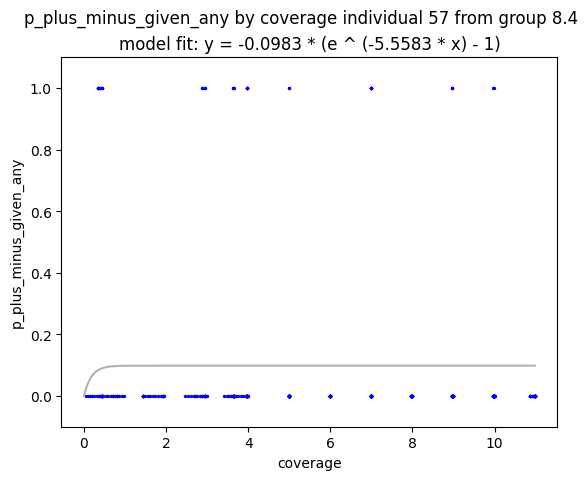 p_plus_minus_given_any by coverage individual 57 from group 8.4
model fit: y = -0.0983 * (e ^ (-5.5583 * x) - 1)
1.0
0.8
0.6
0.4
0.2
0.0
p_plus_minus_given_any
0 2 4 6 8 10
coverage